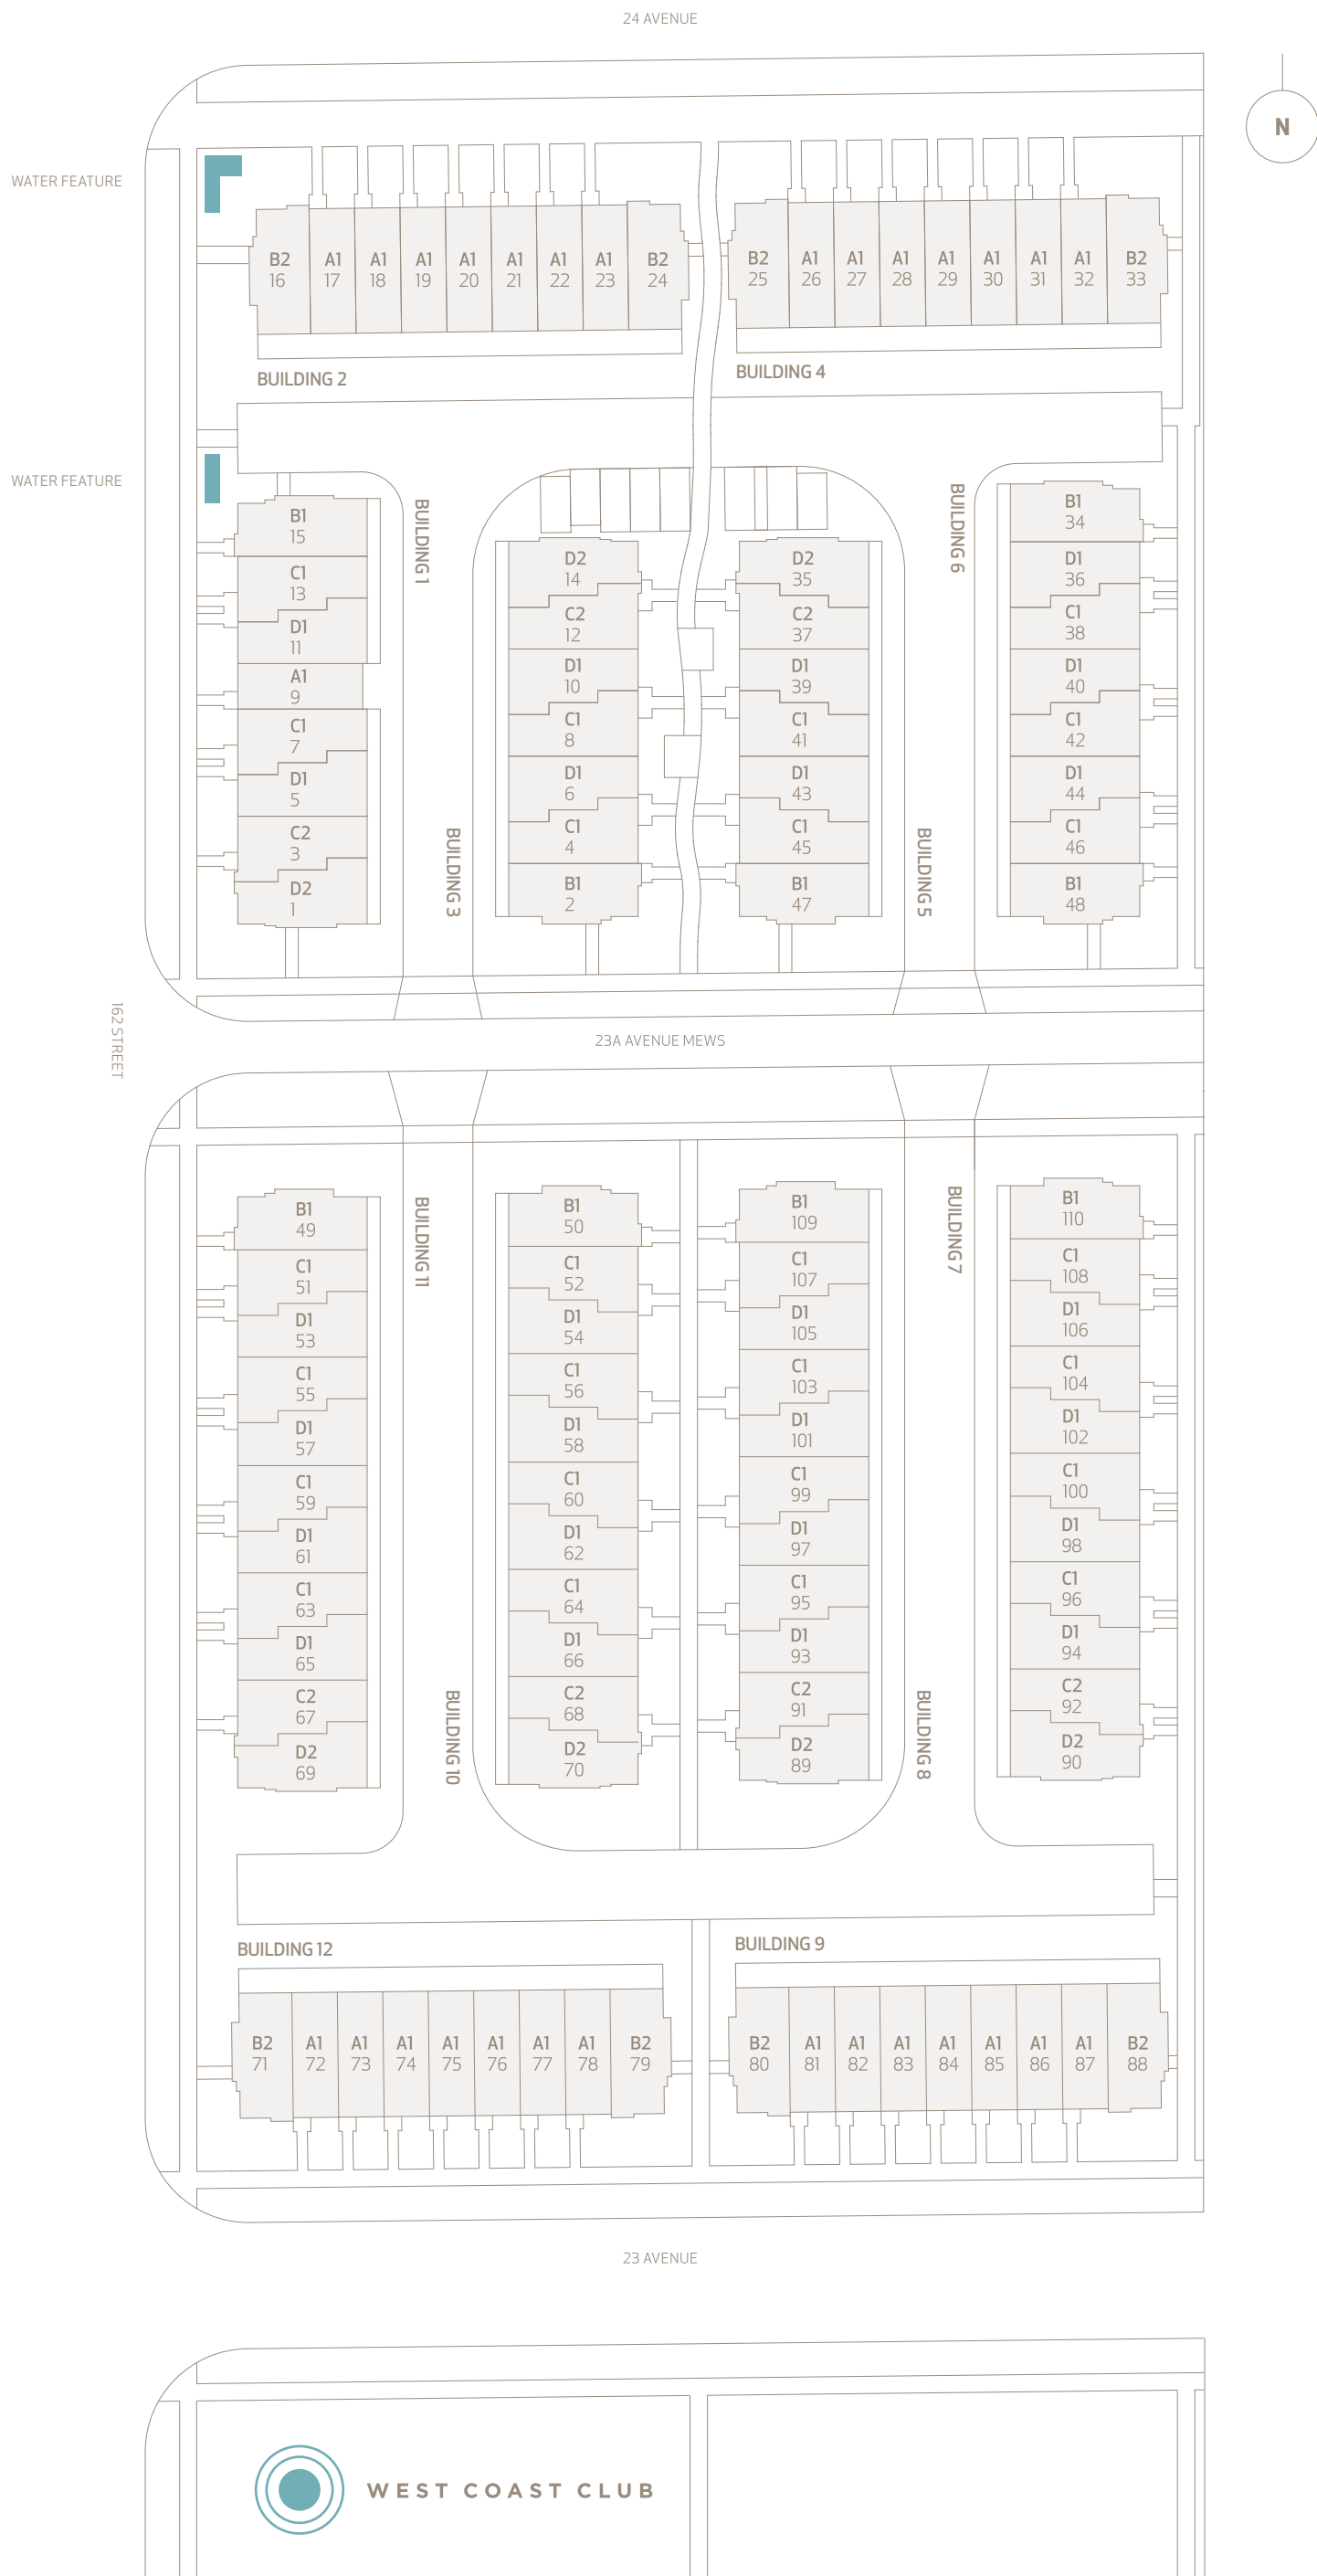 24 AVENUE
N
WATER FEATURE
B2 A1 A1 A1 A1 A1 A1 A1 B2
16 17 18 19 20 21 22 23 24
B2 A1 A1 A1 A1 A1 A1 A1 B2
25 26 27 28 29 30 31 32 33
BUILDING 2
BUILDING 4
WATER FEATURE
BUILDING 1
B1
15
C1
13
D1
11
A1
9
C1
7
D1
5
C2
3
D2
1
BUILDING 3
D2
14
C2
12
D1
10
C1
8
D1
6
C1
4
B1
2
D2
35
C2
37
D1
39
C1
41
D1
43
C1
45
B1
47
BUILDING 5
BUILDING 6
B1
34
D1
36
C1
38
D1
40
C1
42
D1
44
C1
46
B1
48
162 STREET
23A AVENUE MEWS
B1
49
C1
51
D1
53
C1
55
D1
57
C1
59
D1
61
C1
63
D1
65
C2
67
D2
69
BUILDING 11
BUILDING 10
B1
50
C1
52
D1
54
C1
56
D1
58
C1
60
D1
62
C1
64
D1
66
C2
68
D2
70
B1
109
C1
107
D1
105
C1
103
D1
101
C1
99
D1
97
C1
95
D1
93
C2
91
D2
89
BUILDING 7
BUILDING 8
B1
110
C1
108
D1
106
C1
104
D1
102
C1
100
D1
98
C1
96
D1
94
C2
92
D2
90
BUILDING 12
BUILDING 9
B2 A1 A1 A1 A1 A1 A1 A1 B2
71 72 73 74 75 76 77 78 79
B2 A1 A1 A1 A1 A1 A1 A1 B2
80 81 82 83 84 85 86 87 88
23 AVENUE
WEST COAST CLUB